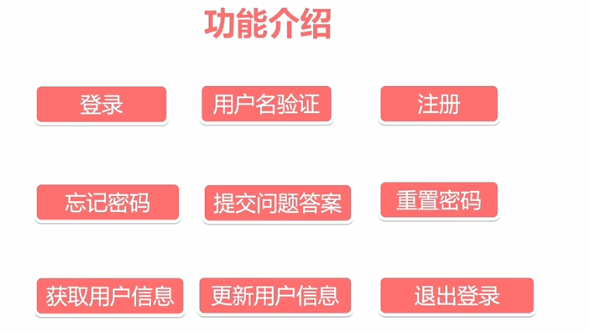 功能介绍
登录
用户名验证
注册
忘记密码
提交问题答案
重置密码
获取用户信息
更新用户信息
退出登录